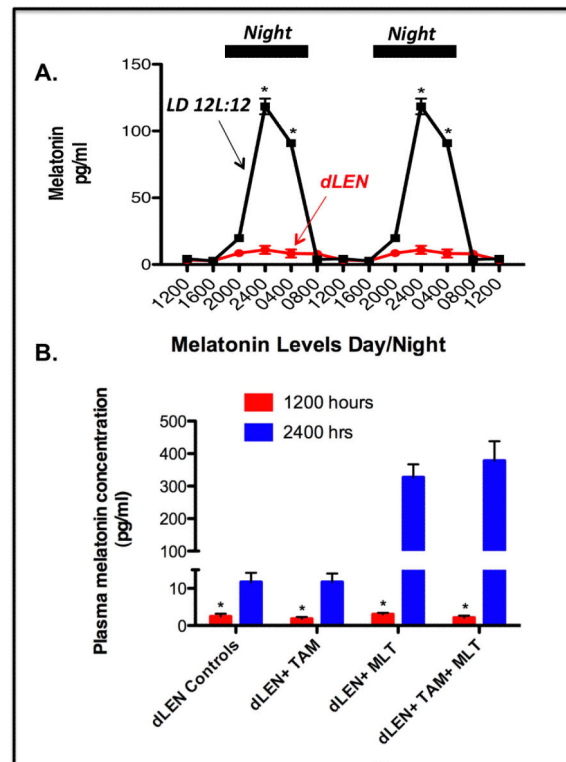 Night Night
A.
150
LD 12L:12
* * * *
100
Melatonin
pg/ml
dLEN
50
0
1200 1600 2000 2400 0400 0800 1200 1600 2000 2400 0400 0800 1200
Melatonin Levels Day/Night
B.
1200 hours
2400 hrs
500
400
300
200
100
10
0
Plasma melatonin concentration
(pg/ml)
* * * *
dLEN Controls
dLEN+ TAM
dLEN+ MLT
dLEN+ TAM+ MLT